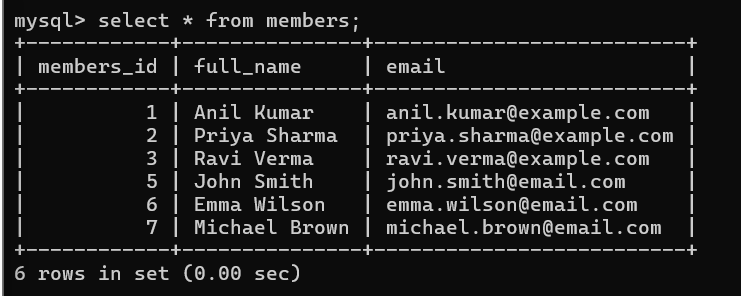 mysql> select * from members;
+------------+---------------+--------------------------+
| members_id | full_name     | email                    |
+------------+---------------+--------------------------+
|          1 | Anil Kumar    | anil.kumar@example.com   |
|          2 | Priya Sharma  | priya.sharma@example.com |
|          3 | Ravi Verma    | ravi.verma@example.com   |
|          5 | John Smith    | john.smith@email.com     |
|          6 | Emma Wilson   | emma.wilson@email.com    |
|          7 | Michael Brown | michael.brown@email.com  |
+------------+---------------+--------------------------+
6 rows in set (0.00 sec)